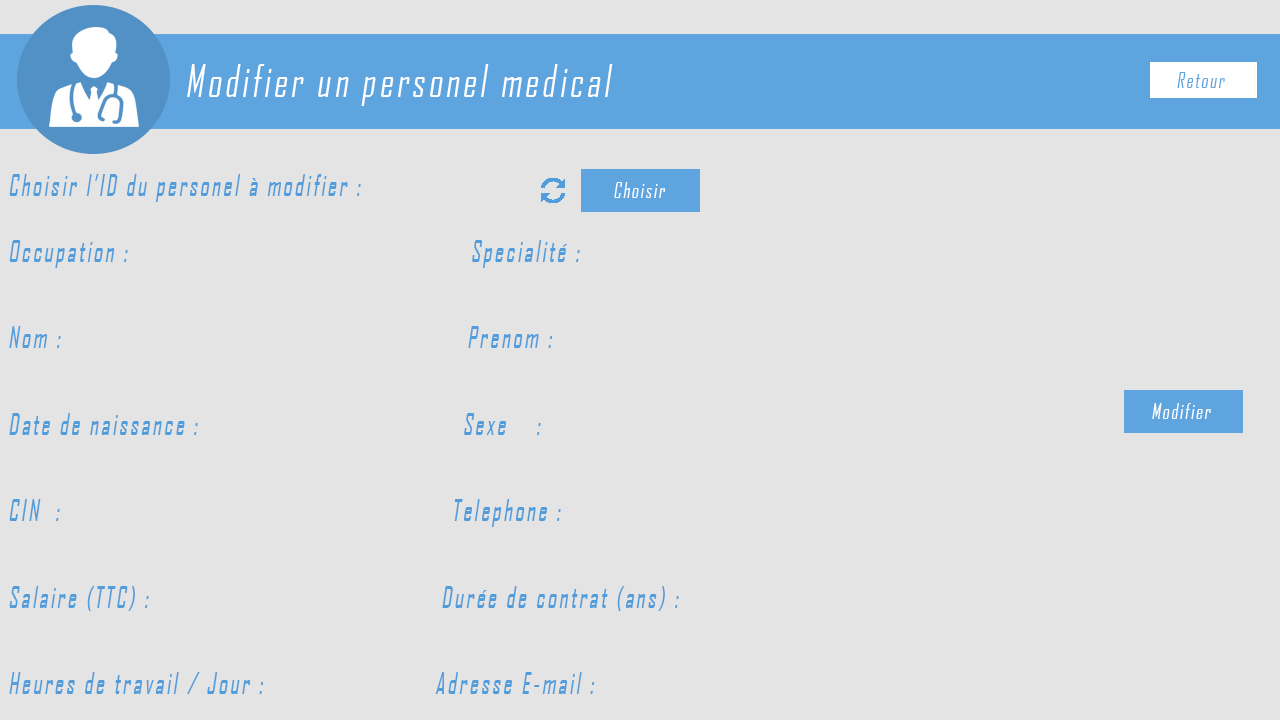 Modifier un personel medical
Retour
Choisir l'ID du personel à modifier :
Choisir
Occupation :
Specialité :
Nom :
Prenom :
Date de naissance :
Sexe :
Modifier
CIN :
Telephone :
Salaire (TTC) :
Durée de contrat (ans) :
Heures de travail / Jour :
Adresse E-mail :